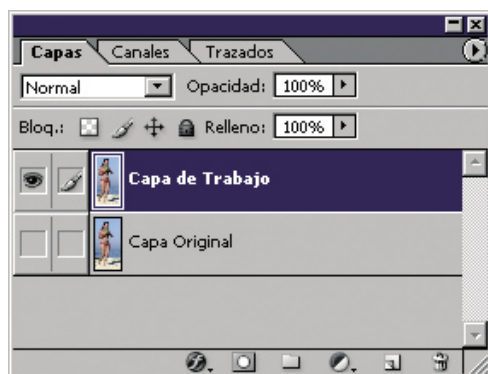 Capas Canales Trazados
Normal Opacidad: 100%
Bloq.: Relleno: 100%
Capa de Trabajo
Capa Original